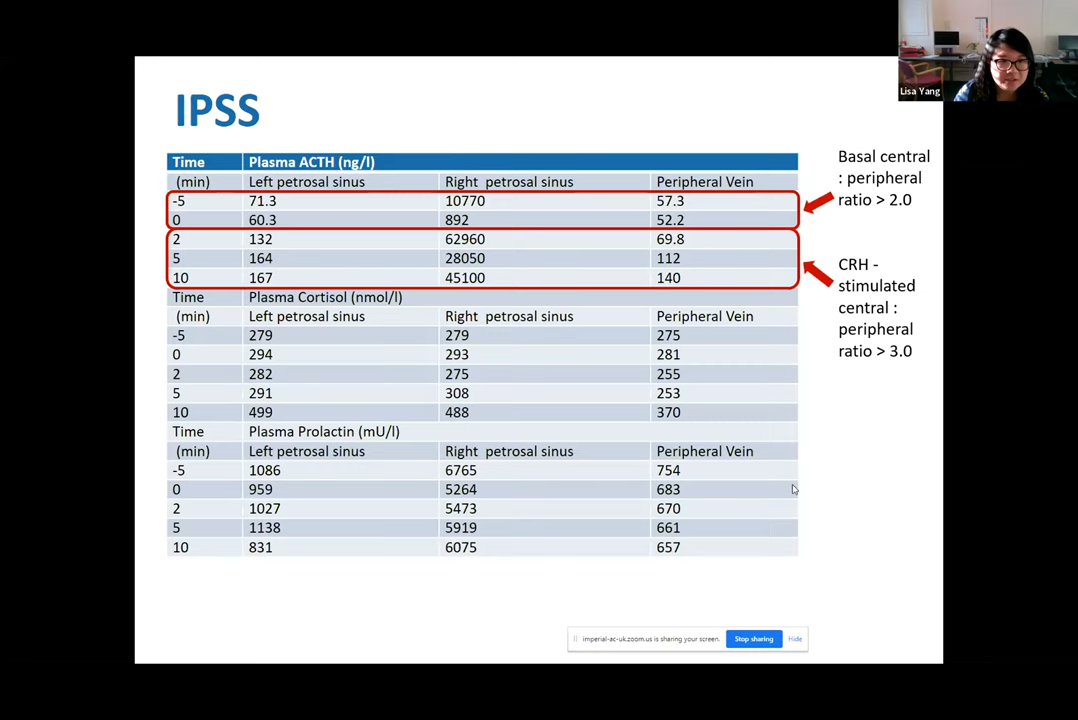 Lisa Yang
IPSS
Time Plasma ACTH (ng/l)
(min) Left petrosal sinus Right petrosal sinus Peripheral Vein
-5 71.3 10770 57.3
0 60.3 892 52.2
2 132 62960 69.8
5 164 28050 112
10 167 45100 140
Time Plasma Cortisol (nmol/l)
(min) Left petrosal sinus Right petrosal sinus Peripheral Vein
-5 279 279 275
0 294 293 281
2 282 275 255
5 291 308 253
10 499 488 370
Time Plasma Prolactin (mU/l)
(min) Left petrosal sinus Right petrosal sinus Peripheral Vein
-5 1086 6765 754
0 959 5264 683
2 1027 5473 670
5 1138 5919 661
10 831 6075 657
Basal central
: peripheral
ratio > 2.0
CRH -
stimulated
central :
peripheral
ratio > 3.0
imperial-ac-uk.zoom.us is sharing your screen. Stop sharing Hide